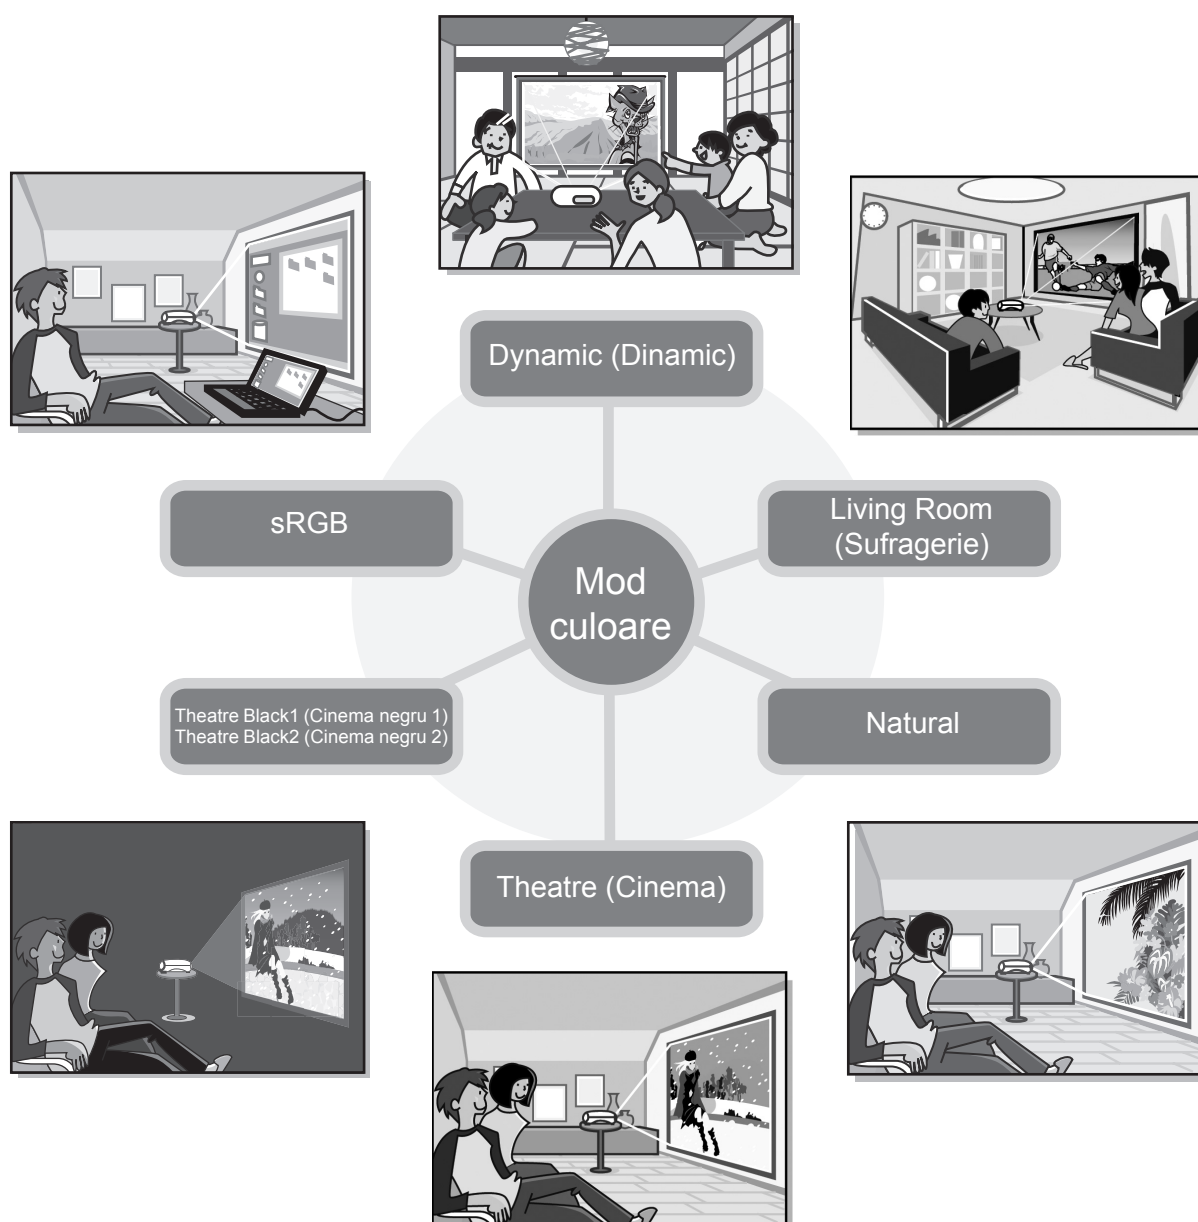 Dynamic (Dinamic)
sRGB
Living Room
(Sufragerie)
Mod
culoare
Theatre Black1 (Cinema negru 1)
Theatre Black2 (Cinema negru 2)
Natural
Theatre (Cinema)